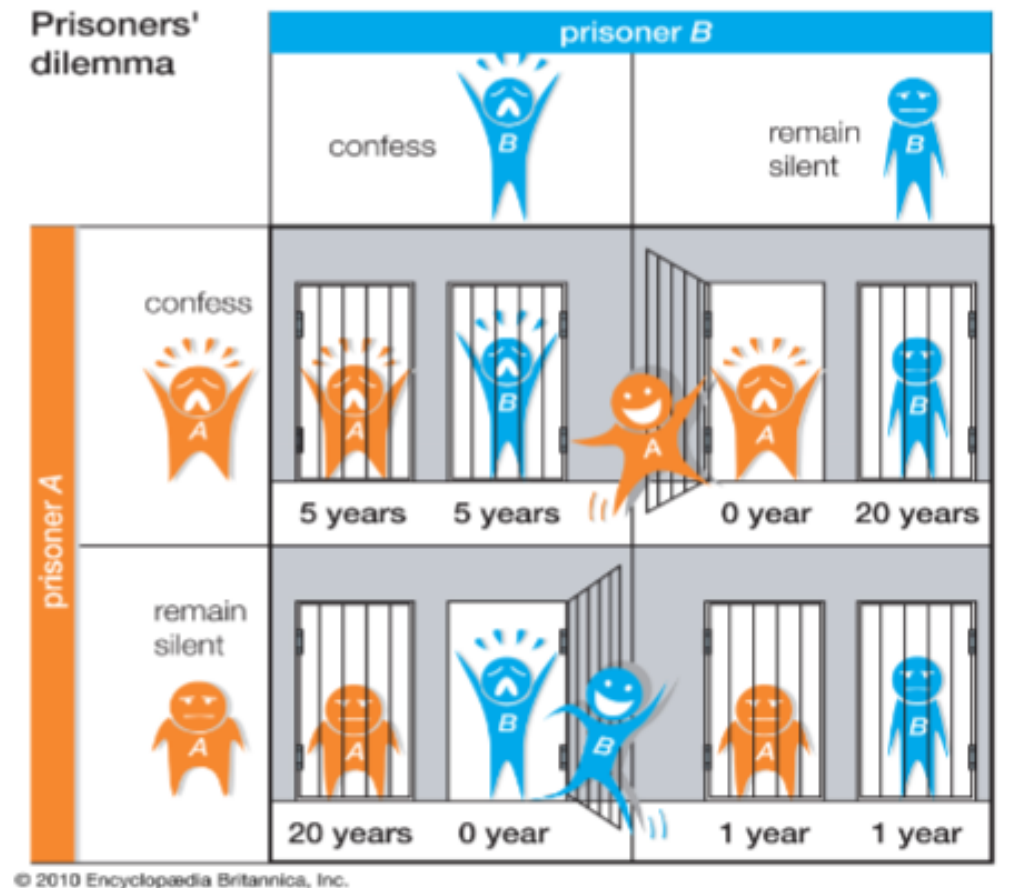 Prisoners'
dilemma
prisoner B
confess
B
remain
silent
B
prisoner A
confess
A
A
B
A
A
B
5 years
5 years
0 year
20 years
remain
silent
A
A
B
B
A
B
20 years
0 year
1 year
1 year
© 2010 Encyclopædia Britannica, Inc.